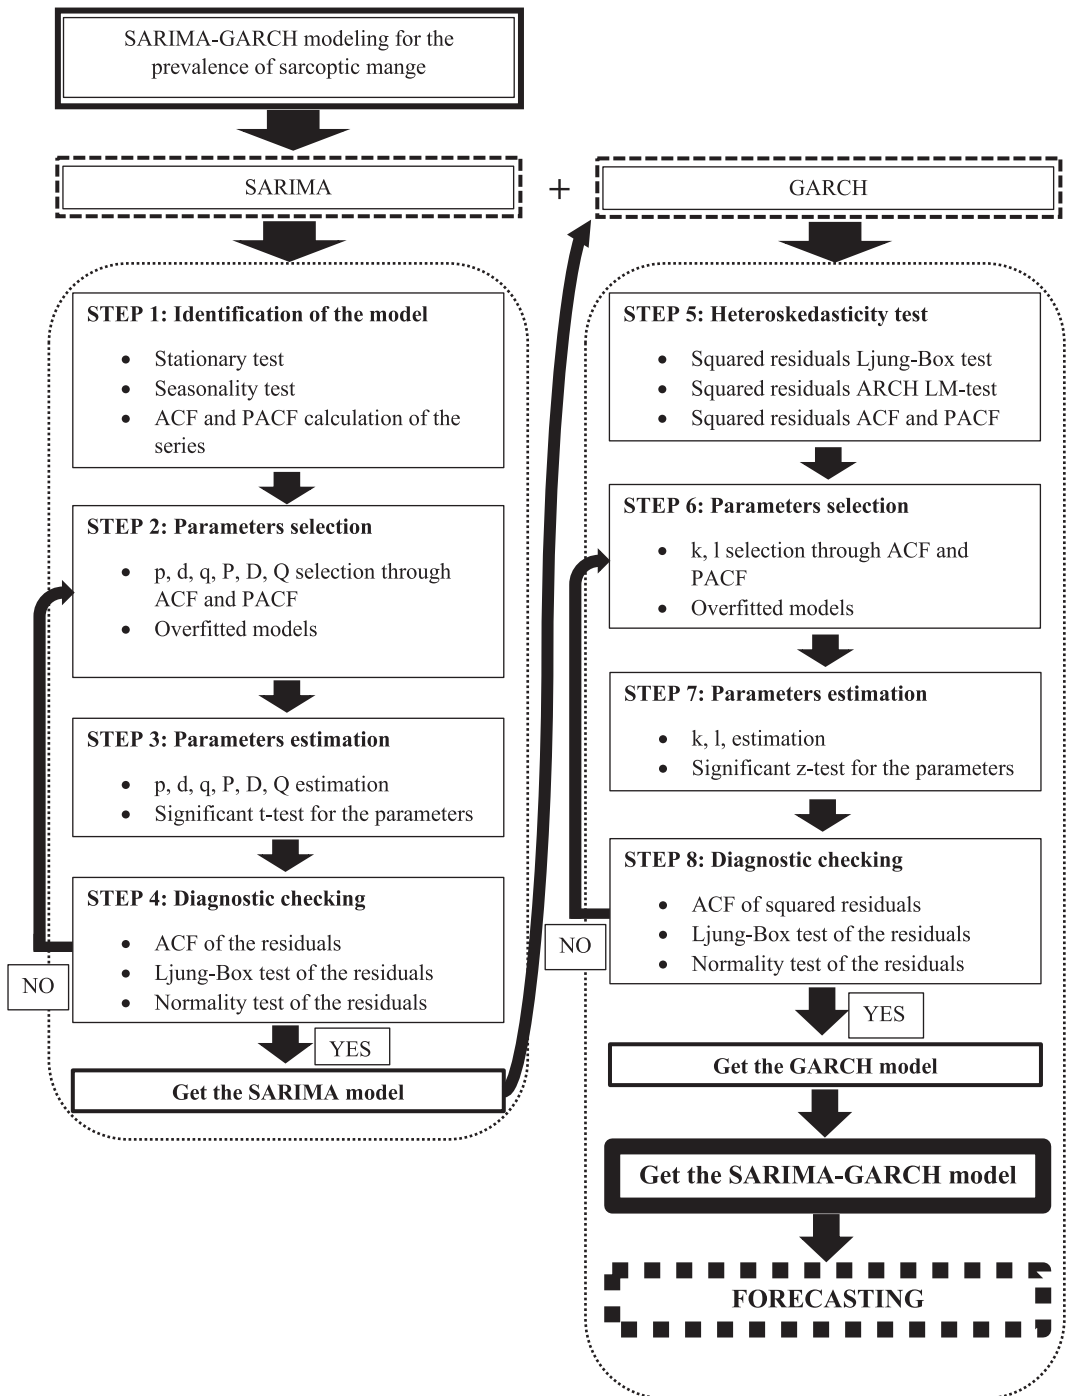 SARIMA-GARCH modeling for the
prevalence of sarcoptic mange
SARIMA
+
GARCH
STEP 1: Identification of the model
• Stationary test
• Seasonality test
• ACF and PACF calculation of the
series
STEP 2: Parameters selection
• p, d, q, P, D, Q selection through
ACF and PACF
• Overfitted models
STEP 3: Parameters estimation
• p, d, q, P, D, Q estimation
• Significant t-test for the parameters
STEP 4: Diagnostic checking
• ACF of the residuals
• Ljung-Box test of the residuals
• Normality test of the residuals
NO
YES
Get the SARIMA model
STEP 5: Heteroskedasticity test
• Squared residuals Ljung-Box test
• Squared residuals ARCH LM-test
• Squared residuals ACF and PACF
STEP 6: Parameters selection
• k, l selection through ACF and
PACF
• Overfitted models
STEP 7: Parameters estimation
• k, l, estimation
• Significant z-test for the parameters
STEP 8: Diagnostic checking
• ACF of squared residuals
• Ljung-Box test of the residuals
• Normality test of the residuals
NO
YES
Get the GARCH model
Get the SARIMA-GARCH model
FORECASTING